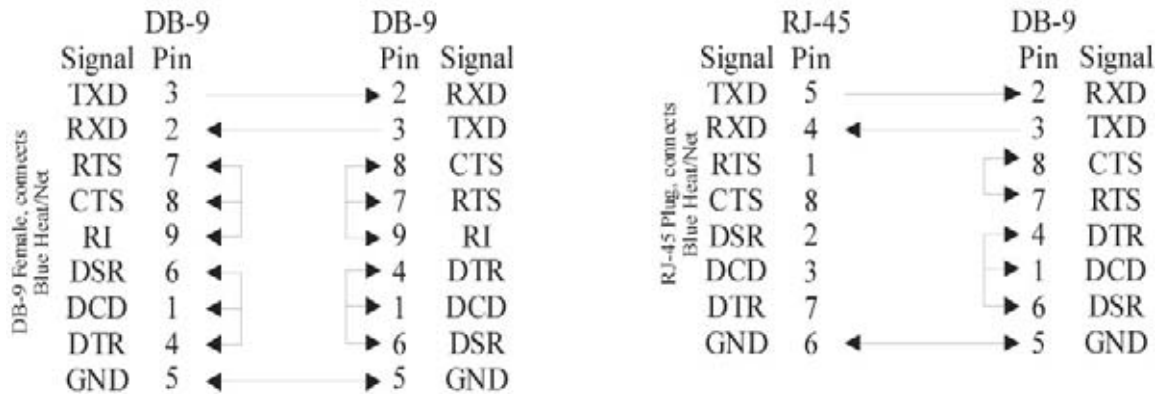 DB-9 DB-9
Signal Pin Pin Signal
TXD 3 2 RXD
RXD 2 3 TXD
RTS 7 8 CTS
CTS 8 7 RTS
RI 9 9 RI
DSR 6 4 DTR
DCD 1 1 DCD
DTR 4 6 DSR
GND 5 5 GND
DB-9 Female, connects
Blue Heat/Net
RJ-45 DB-9
Signal Pin Pin Signal
TXD 5 2 RXD
RXD 4 3 TXD
RTS 1 8 CTS
CTS 8 7 RTS
DSR 2 4 DTR
DCD 3 1 DCD
DTR 7 6 DSR
GND 6 5 GND
RJ-45 Plug, connects
Blue Heat/Net